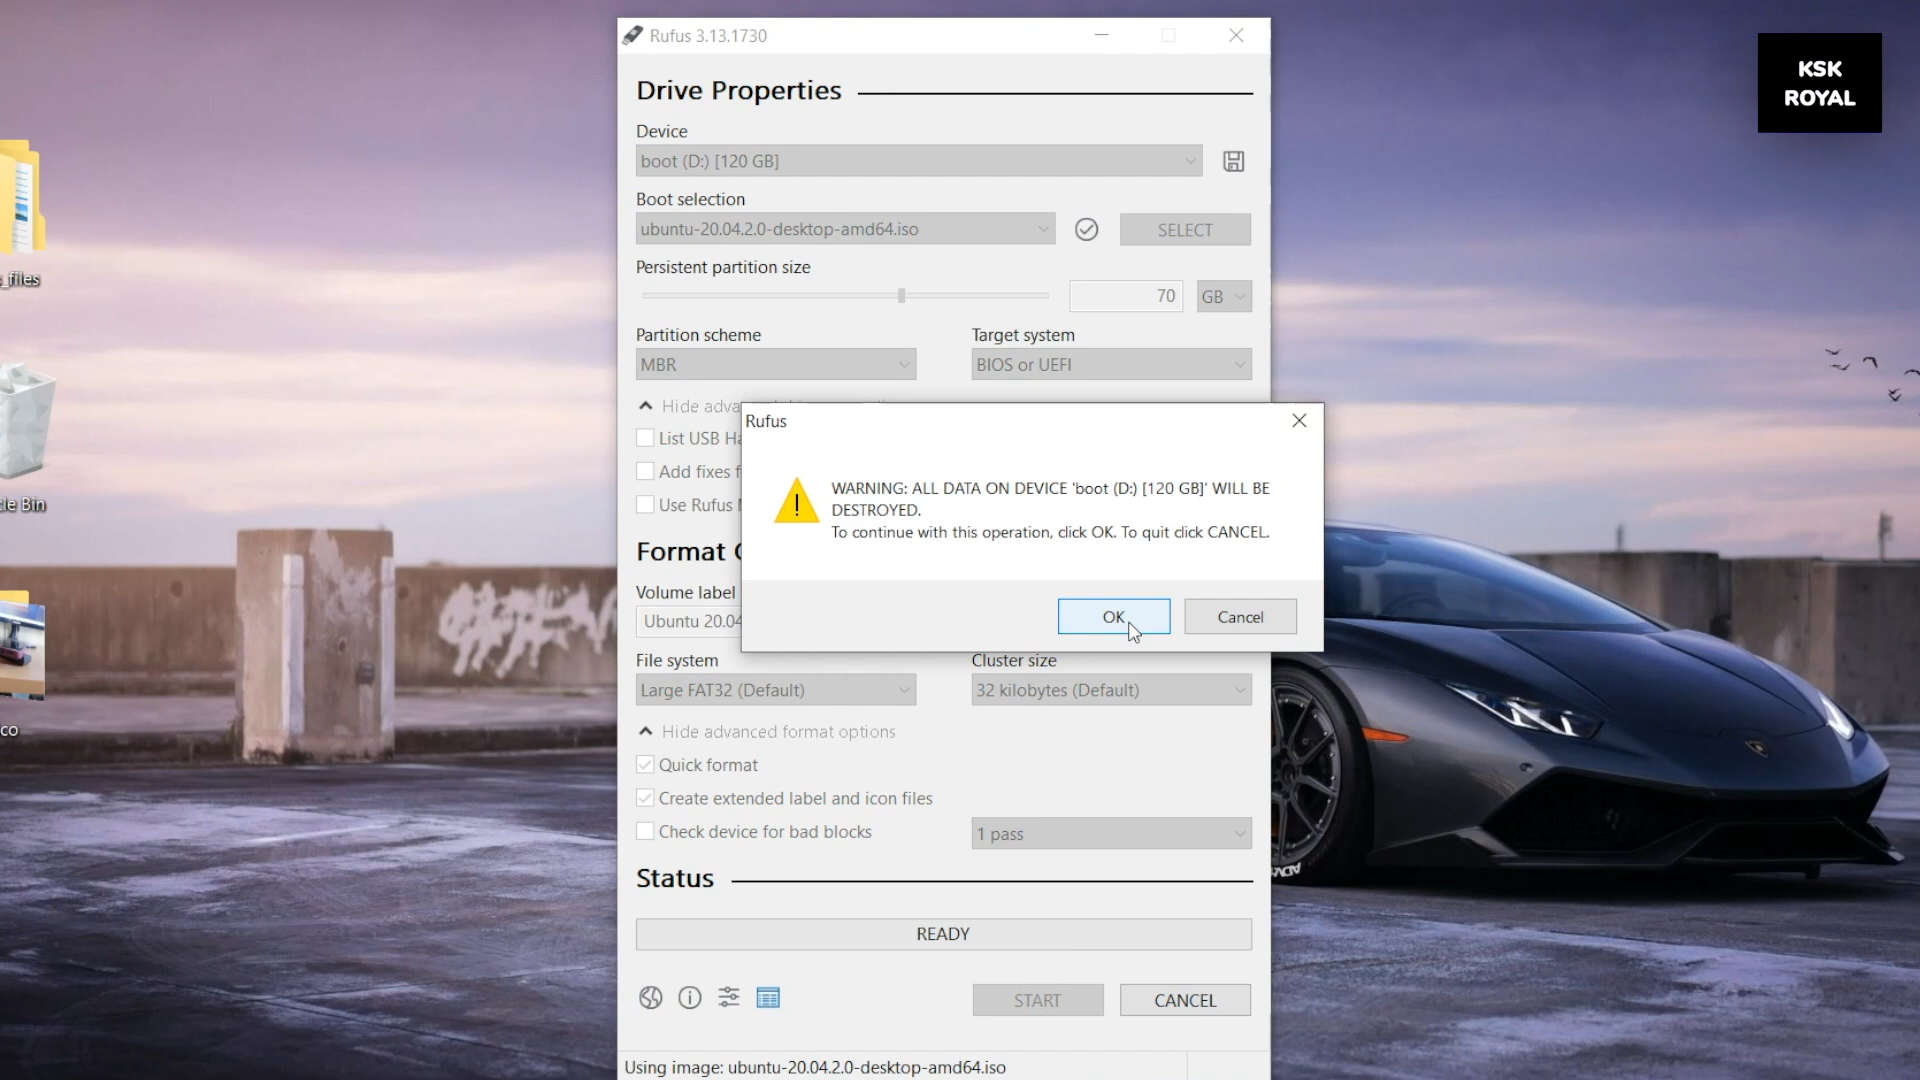 Rufus 3.13.1730
KSK
ROYAL
Drive Properties
Device
boot (D:) [120 GB]
Boot selection
ubuntu-20.04.2.0-desktop-amd64.iso
SELECT
Persistent partition size
70
GB
Partition scheme
Target system
MBR
BIOS or UEFI
Hide
List USB
Add fixes
Use Rufus
Rufus
WARNING: ALL DATA ON DEVICE 'boot (D:) [120 GB]' WILL BE
DESTROYED.
To continue with this operation, click OK. To quit click CANCEL.
OK
Cancel
Format
Volume label
Ubuntu 20.04
File system
Cluster size
Large FAT32 (Default)
32 kilobytes (Default)
Hide advanced format options
Quick format
Create extended label and icon files
Check device for bad blocks
1 pass
Status
READY
START
CANCEL
Using image: ubuntu-20.04.2.0-desktop-amd64.iso
_files
Bin
co